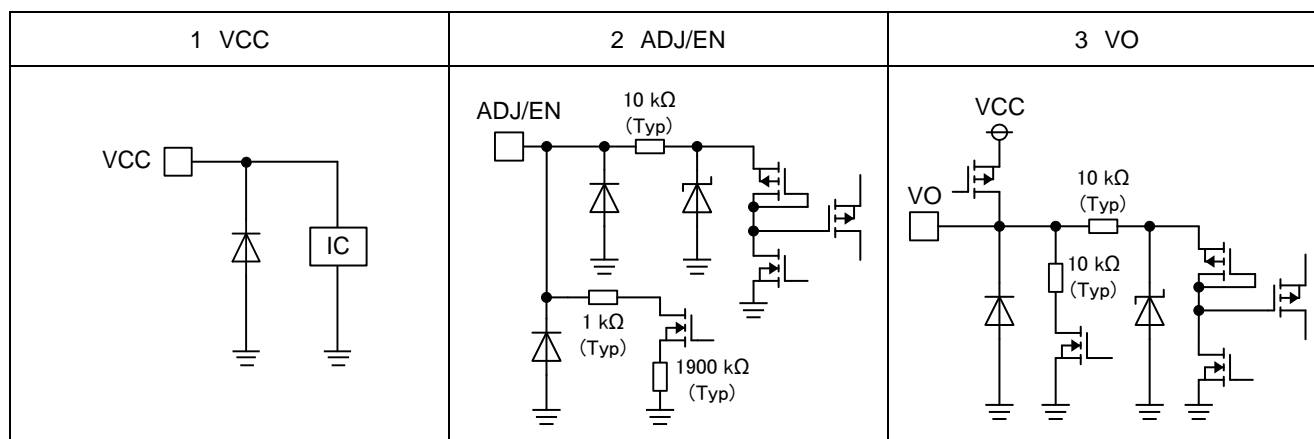 1 VCC
2 ADJ/EN
3 VO
VCC
IC
ADJ/EN
10 kΩ
(Typ)
1 kΩ
(Typ)
1900 kΩ
(Typ)
VCC
VO
10 kΩ
(Typ)
10 kΩ
(Typ)